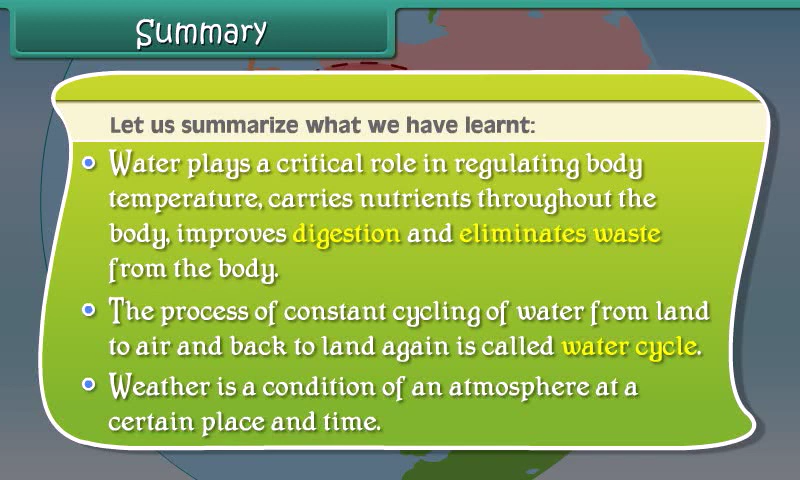 Summary
Let us summarize what we have learnt:
Water plays a critical role in regulating body
temperature, carries nutrients throughout the
body, improves digestion and eliminates waste
from the body.
The process of constant cycling of water from land
to air and back to land again is called water cycle.
Weather is a condition of an atmosphere at a
certain place and time.